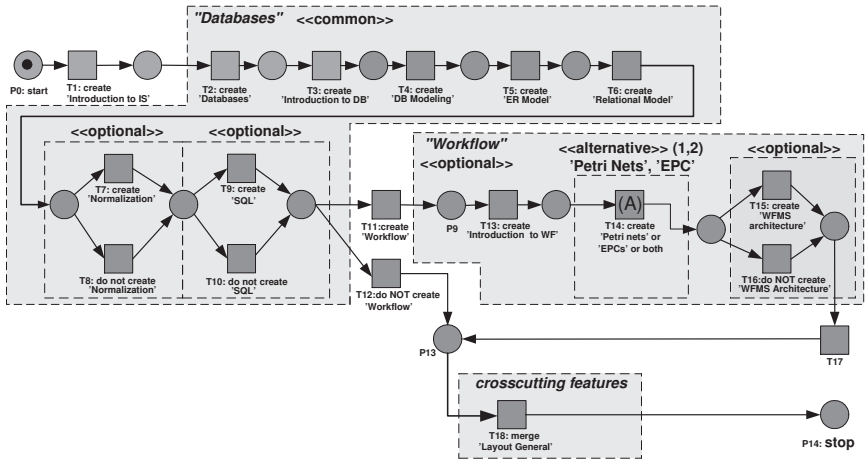 "Databases" <<common>>
P0: start
T1: create
'Introduction to IS'
T2: create
'Databases'
T3: create
'Introduction to DB'
T4: create
'DB Modeling'
T5: create
'ER Model'
T6: create
'Relational Model'
<<optional>>
<<optional>>
T7: create
'Normalization'
T9: create
'SQL'
T8: do not create
'Normalization'
T10: do not create
'SQL'
"Workflow"
<<optional>>
<<alternative>> (1,2)
'Petri Nets', 'EPC'
<<optional>>
T11:create
'Workflow'
P9
T13: create
'Introduction to WF'
(A)
T14: create
'Petri nets' or
'EPCs' or both
T15: create
'WFMS
architecture'
T16:do NOT create
'WFMS Architecture'
T12:do NOT create
'Workflow'
P13
T17
crosscutting features
T18: merge
'Layout General'
P14: stop